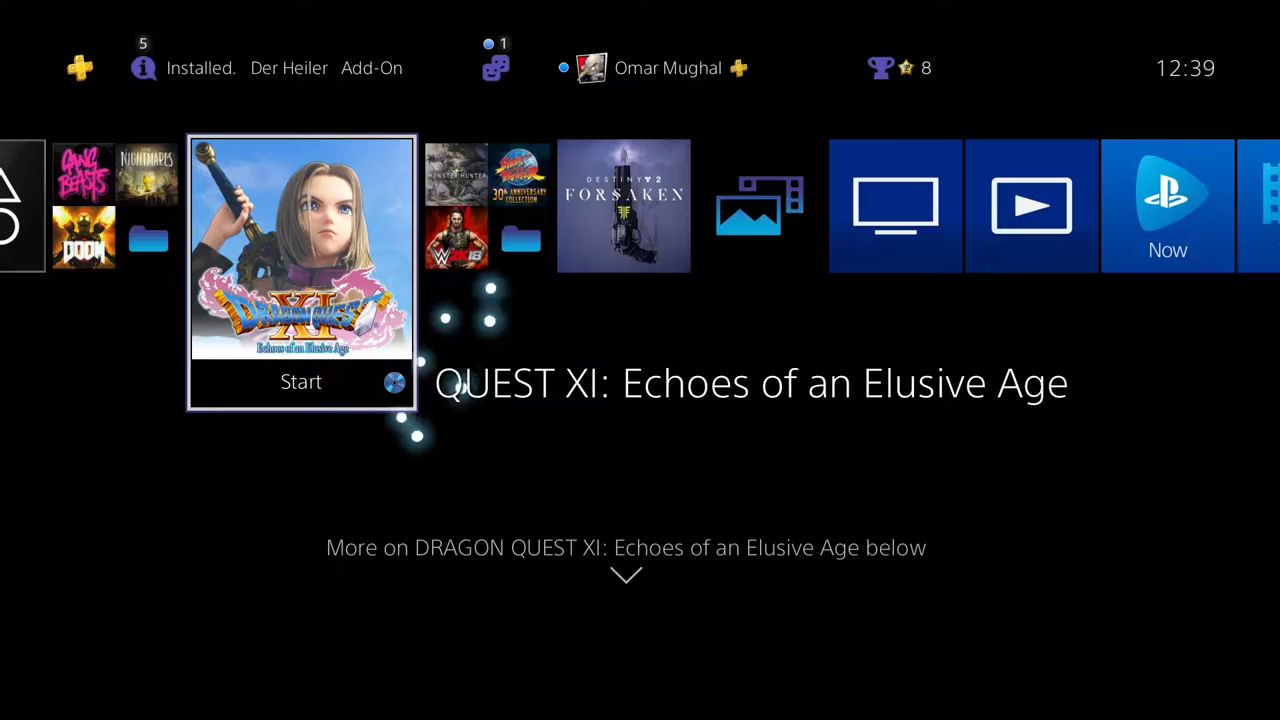 5
1
Installed. Der Heiler Add-On
Omar Mughal
8
12:39
GANG BEASTS
NIGHTMARES
DOOM
DRAGON QUEST XI
Echoes of an Elusive Age
MONSTER HUNTER
STREET FIGHTER
30TH ANNIVERSARY
COLLECTION
W2K18
DESTINY 2
FORSAKEN
Now
Start
QUEST XI: Echoes of an Elusive Age
More on DRAGON QUEST XI: Echoes of an Elusive Age below